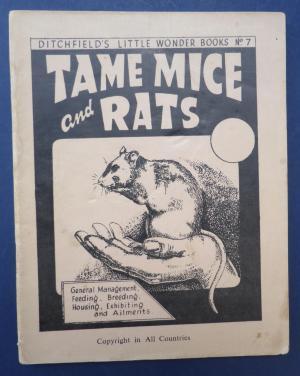 DITCHFIELD'S LITTLE WONDER BOOKS Nº 7
TAME MICE
and RATS
General Management,
Feeding, Breeding,
Housing, Exhibiting
and Ailments
Copyright in All Countries